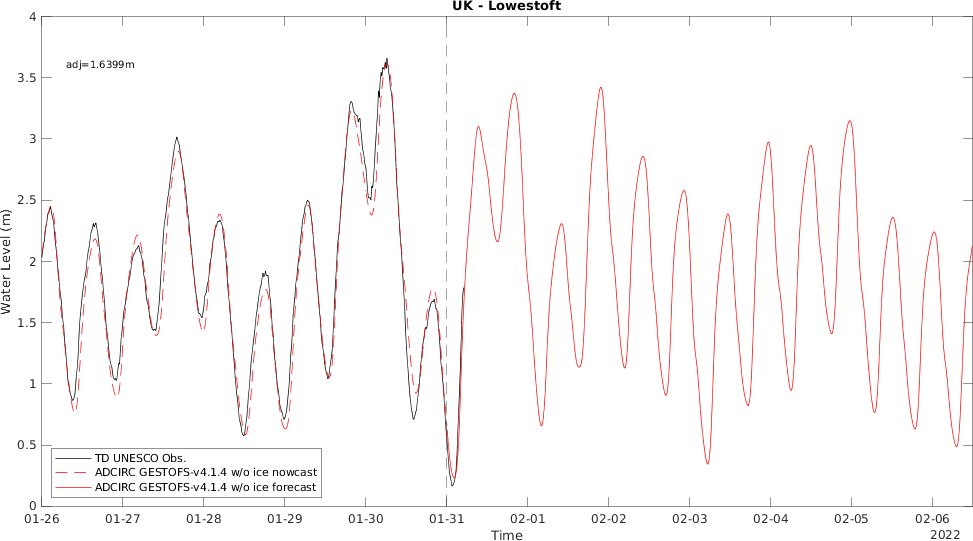 UK - Lowestoft
4
3.5
3
2.5
2
1.5
1
0.5
0
Water Level (m)
adj=1.6399m
TD UNESCO Obs.
ADCIRC GESTOFS-v4.1.4 w/o ice nowcast
ADCIRC GESTOFS-v4.1.4 w/o ice forecast
01-26 01-27 01-28 01-29 01-30 01-31 02-01 02-02 02-03 02-04 02-05 02-06
2022
Time